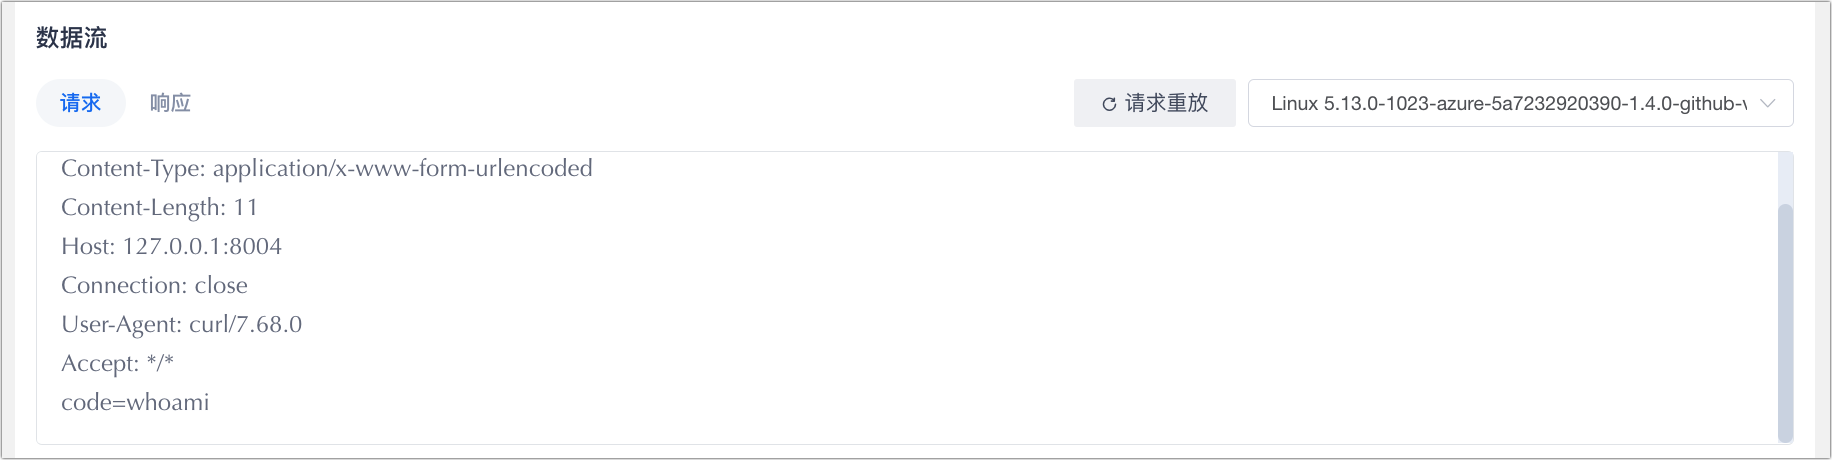 数据流
请求 响应 请求重放 Linux 5.13.0-1023-azure-5a7232920390-1.4.0-github-
Content-Type: application/x-www-form-urlencoded
Content-Length: 11
Host: 127.0.0.1:8004
Connection: close
User-Agent: curl/7.68.0
Accept: */*
code=whoami